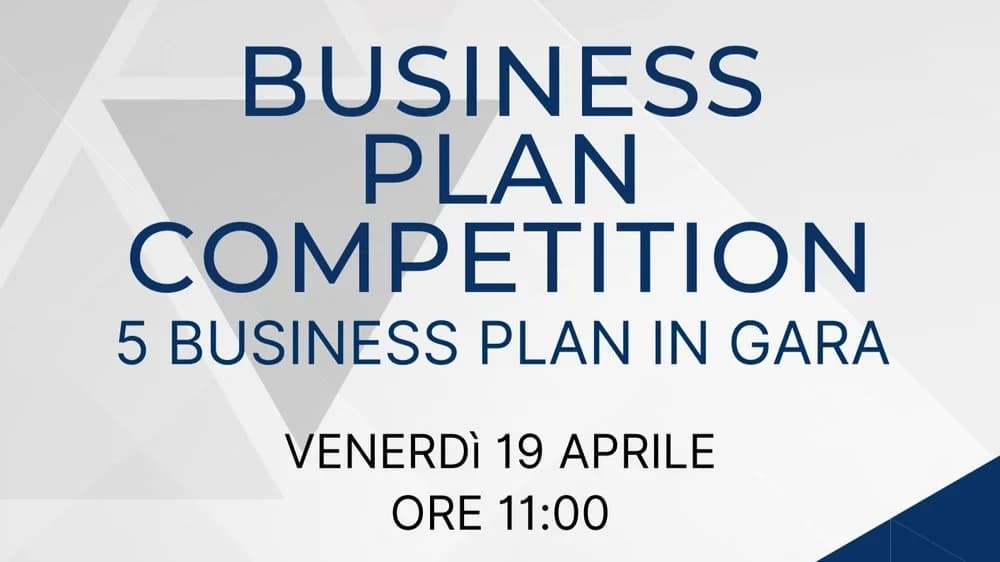 BUSINESS
PLAN
COMPETITION
5 BUSINESS PLAN IN GARA
VENERDì 19 APRILE
ORE 11:00